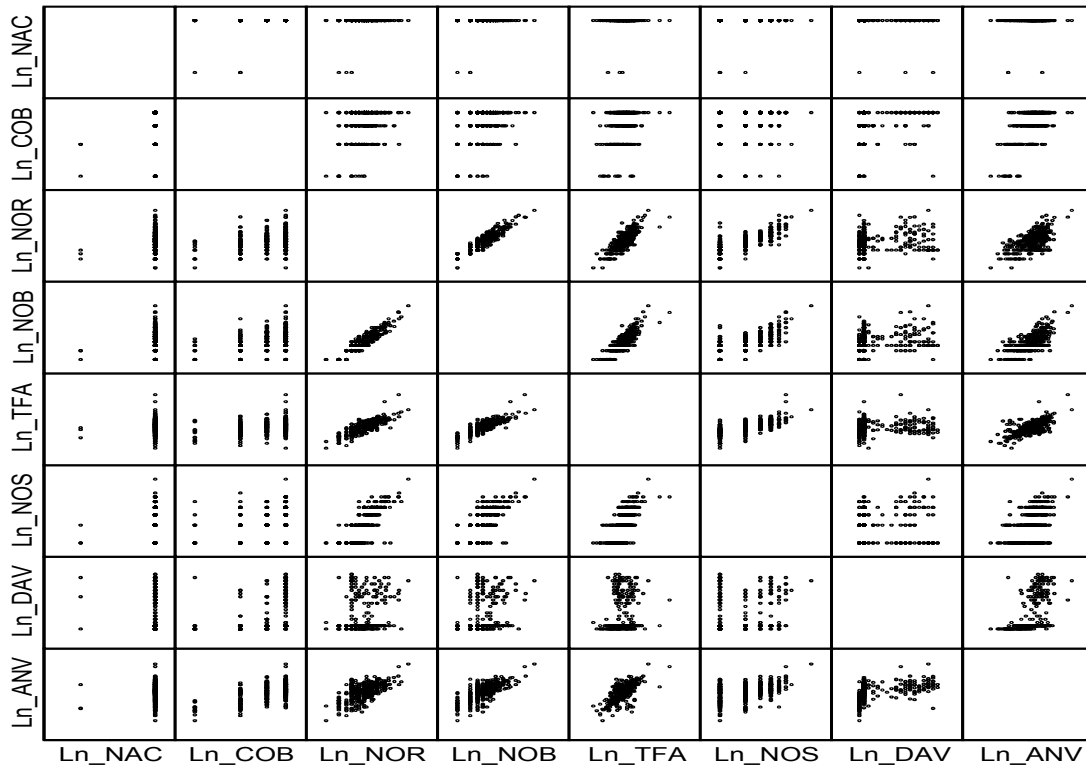 Ln_NAC
Ln_COB
Ln_NOR
Ln_NOB
Ln_TFA
Ln_NOS
Ln_DAV
Ln_ANV
Ln_NAC Ln_COB Ln_NOR Ln_NOB Ln_TFA Ln_NOS Ln_DAV Ln_ANV